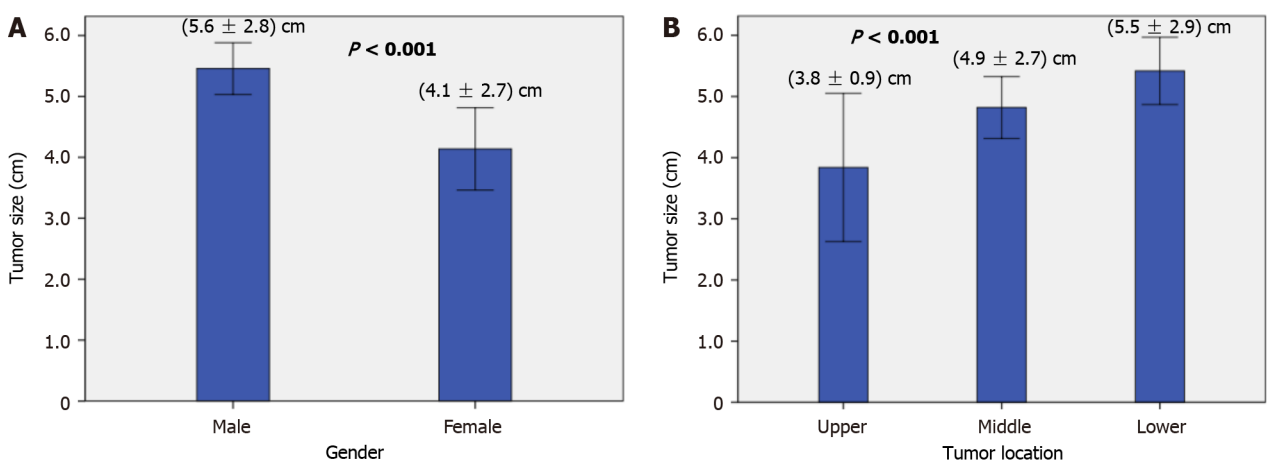 A
(5.6 ± 2.8) cm
P < 0.001
(4.1 ± 2.7) cm
6.0
5.0
4.0
3.0
2.0
1.0
0
Tumor size (cm)
Male
Female
Gender
B
(5.5 ± 2.9) cm
P < 0.001
(4.9 ± 2.7) cm
(3.8 ± 0.9) cm
6.0
5.0
4.0
3.0
2.0
1.0
0
Tumor size (cm)
Upper
Middle
Lower
Tumor location